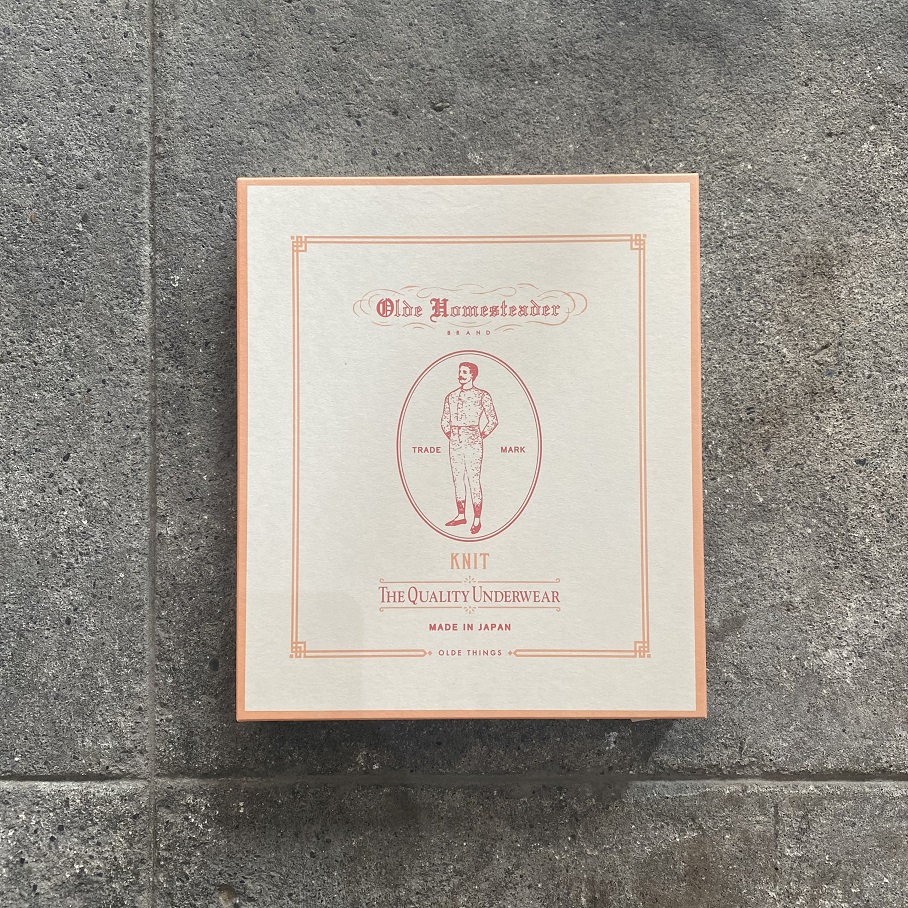 Olde Homesteader
BRAND
TRADE MARK
KNIT
THE QUALITY UNDERWEAR
MADE IN JAPAN
OLDE THINGS